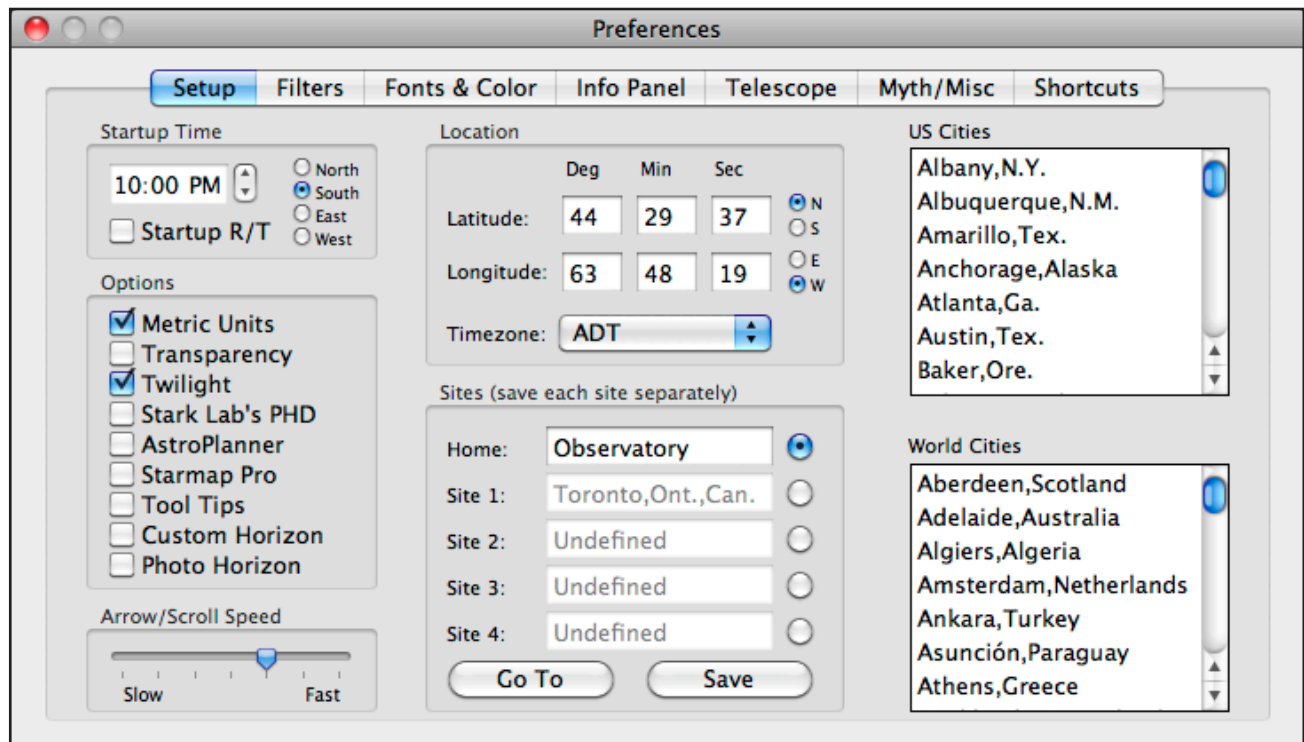 Preferences
Setup Filters Fonts & Color Info Panel Telescope Myth/Misc Shortcuts
Startup Time
10:00 PM
North
South
East
West
Startup R/T
Options
Metric Units
Transparency
Twilight
Stark Lab's PHD
AstroPlanner
Starmap Pro
Tool Tips
Custom Horizon
Photo Horizon
Arrow/Scroll Speed
Slow Fast
Location
Deg Min Sec
Latitude: 44 29 37 N
S
Longitude: 63 48 19 E
W
Timezone: ADT
Sites (save each site separately)
Home: Observatory
Site 1: Toronto,Ont.,Can.
Site 2: Undefined
Site 3: Undefined
Site 4: Undefined
Go To Save
US Cities
Albany,N.Y.
Albuquerque,N.M.
Amarillo,Tex.
Anchorage,Alaska
Atlanta,Ga.
Austin,Tex.
Baker,Ore.
World Cities
Aberdeen,Scotland
Adelaide,Australia
Algiers,Algeria
Amsterdam,Netherlands
Ankara,Turkey
Asunción,Paraguay
Athens,Greece